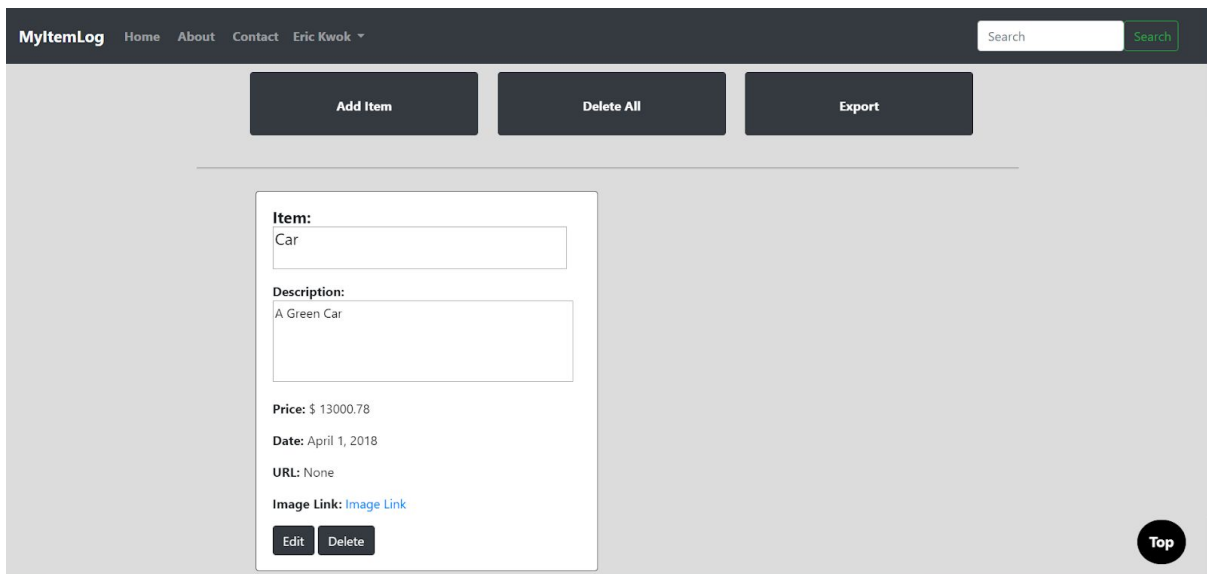 MyItemLog Home About Contact Eric Kwok Search Search
Add Item Delete All Export
Item:
Car
Description:
A Green Car
Price: $ 13000.78
Date: April 1, 2018
URL: None
Image Link: Image Link
Edit Delete
Top